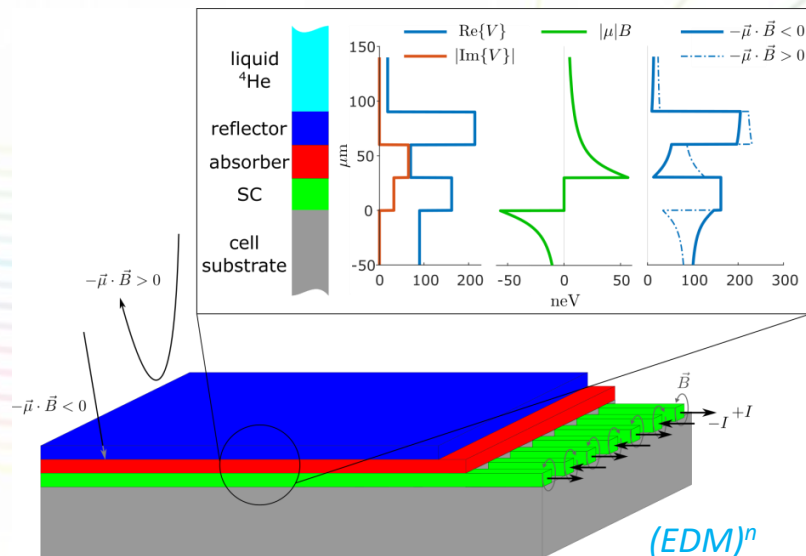 Re{V}
|Im{V}|
|μ|B
−μ⃗ · B⃗ < 0
−μ⃗ · B⃗ > 0
liquid
⁴He
reflector
absorber
SC
cell
substrate
μm
150
100
50
0
-50
0 100 200
-50 0 50
0 100 200 300
neV
−μ⃗ · B⃗ > 0
−μ⃗ · B⃗ < 0
B⃗
+I
−I
(EDM)ⁿ